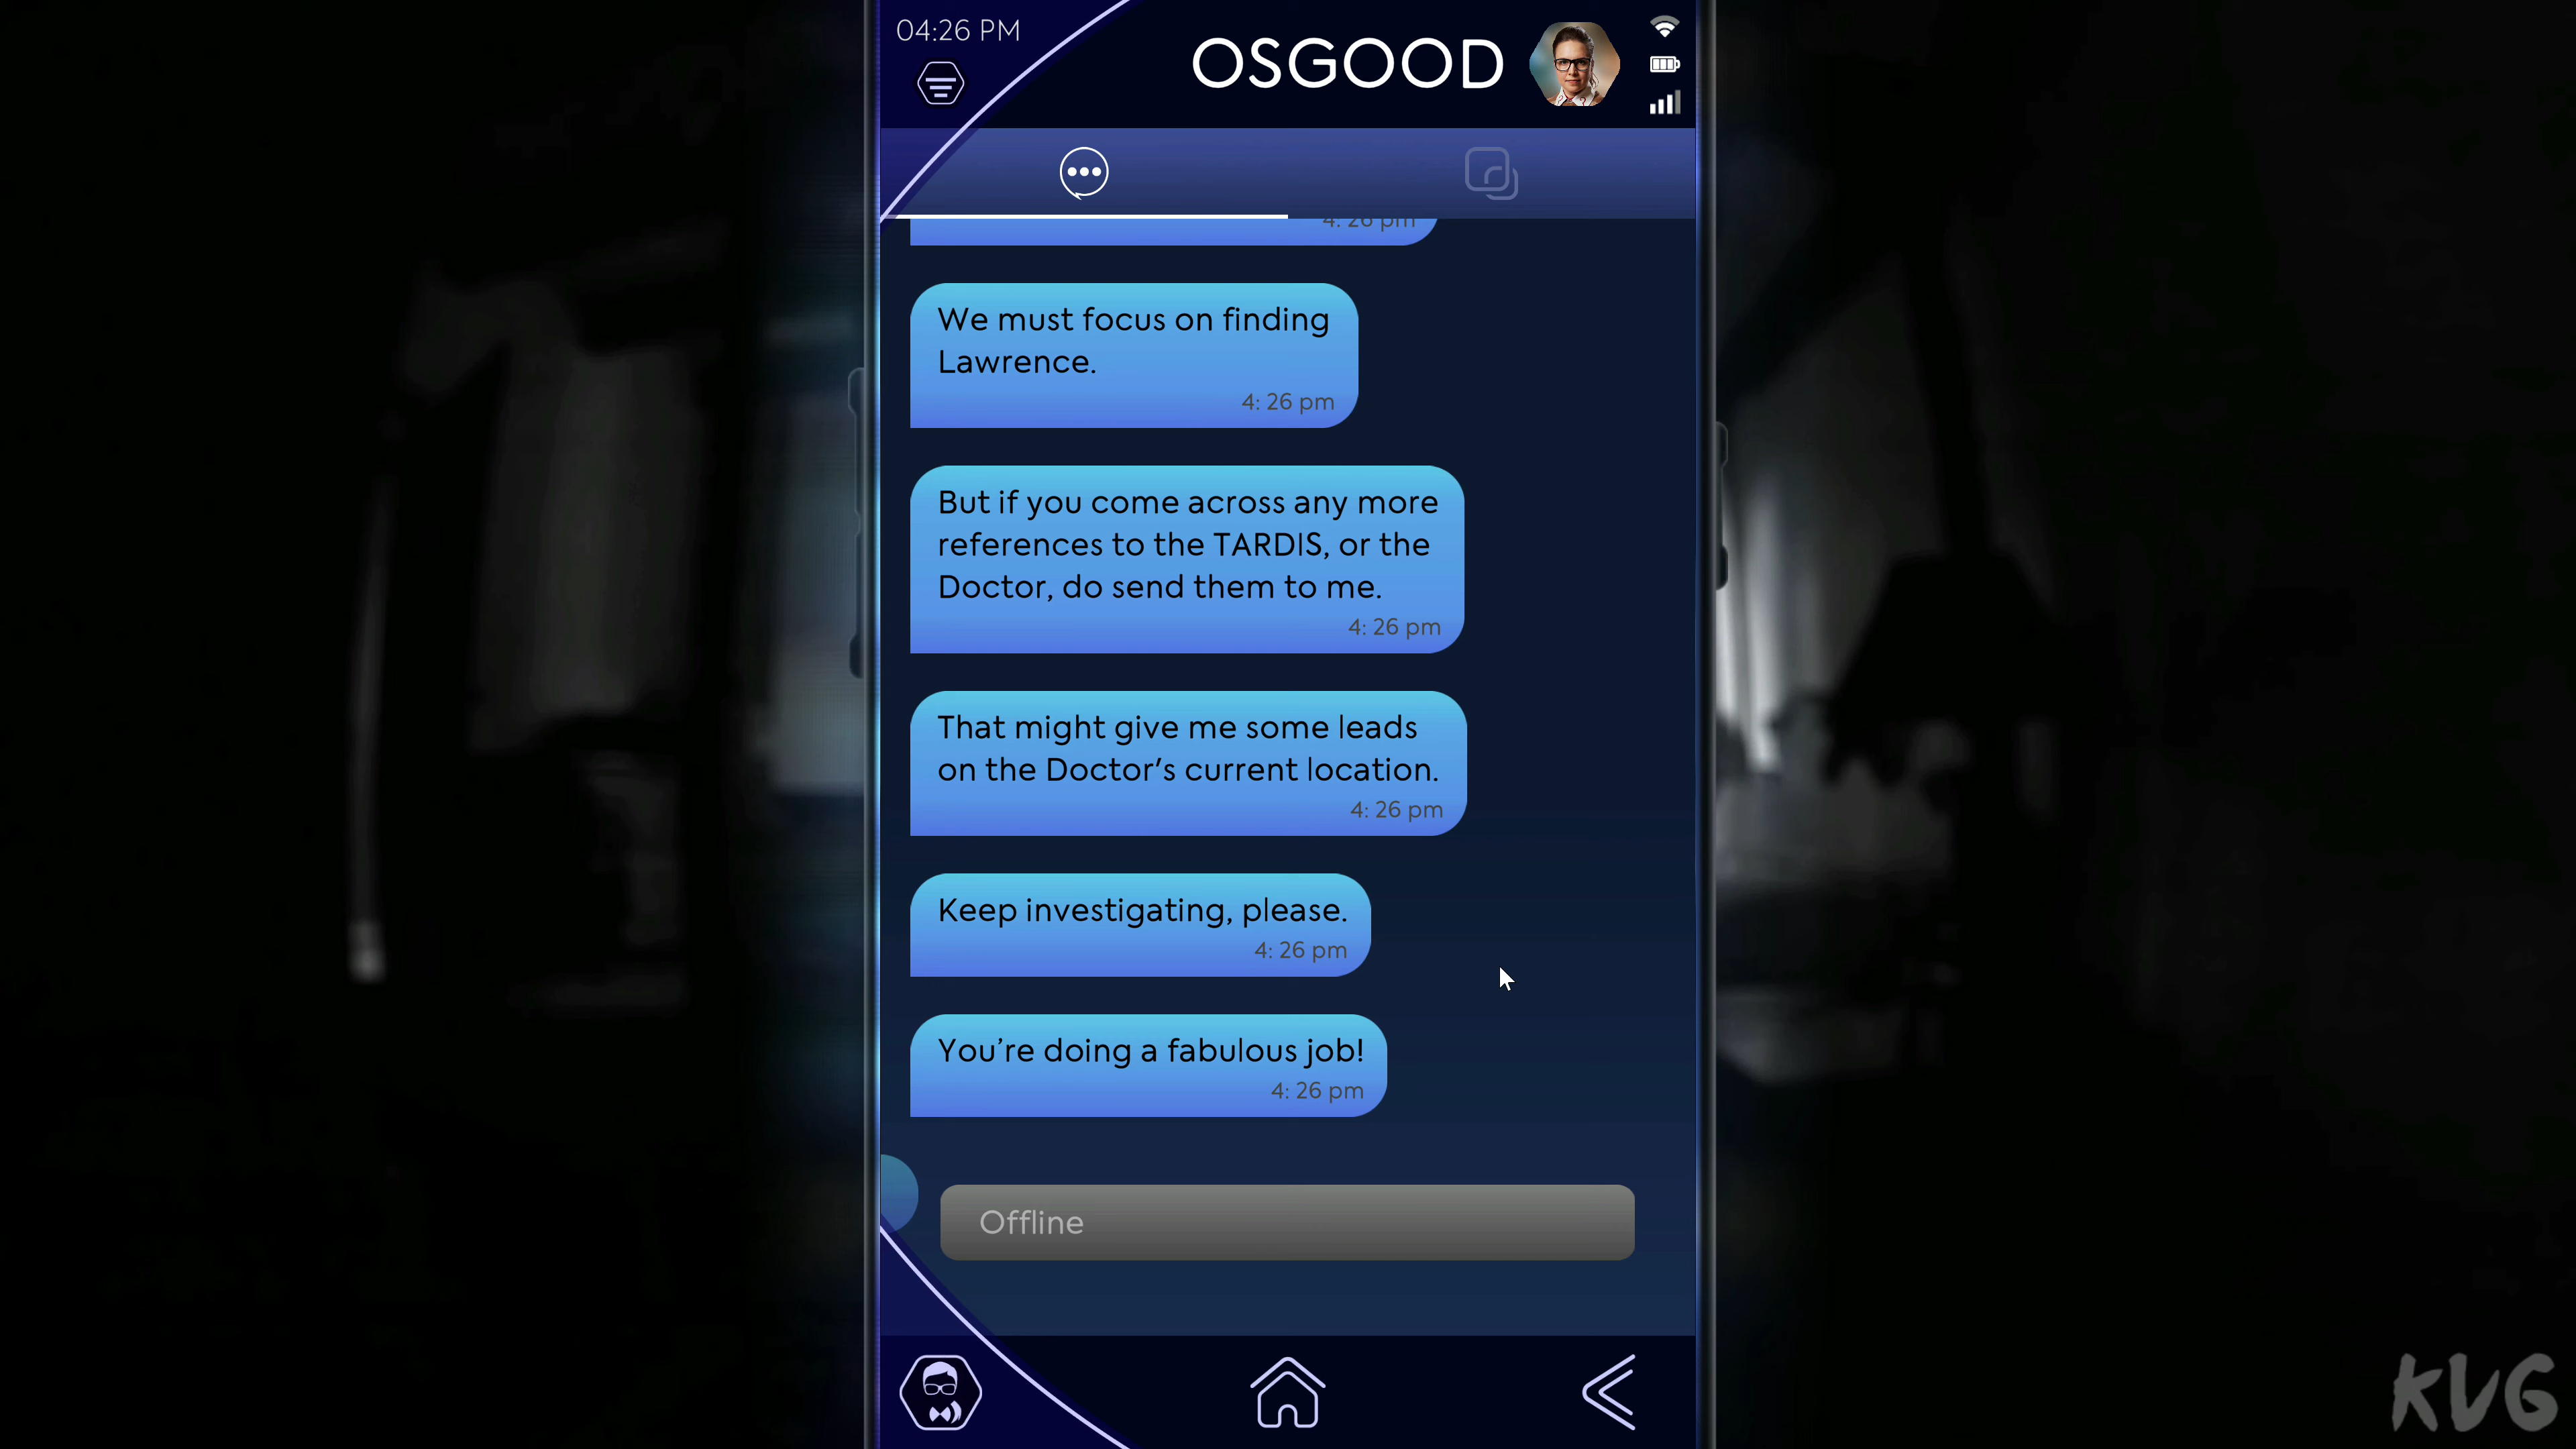 04:26 PM
OSGOOD
4: 26 pm
We must focus on finding
Lawrence.
4: 26 pm
But if you come across any more
references to the TARDIS, or the
Doctor, do send them to me.
4: 26 pm
That might give me some leads
on the Doctor's current location.
4: 26 pm
Keep investigating, please.
4: 26 pm
You're doing a fabulous job!
4: 26 pm
Offline
KVG